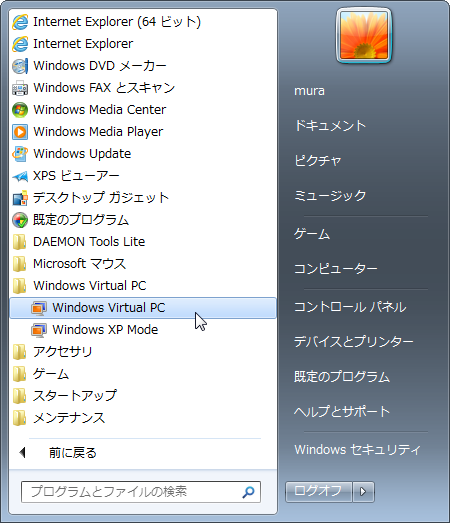 Internet Explorer (64 ビット)
Internet Explorer
Windows DVD メーカー
Windows FAX とスキャン
Windows Media Center
Windows Media Player
Windows Update
XPS ビューアー
デスクトップ ガジェット
既定のプログラム
DAEMON Tools Lite
Microsoft マウス
Windows Virtual PC
Windows Virtual PC
Windows XP Mode
アクセサリ
ゲーム
スタートアップ
メンテナンス
前に戻る
プログラムとファイルの検索
mura
ドキュメント
ピクチャ
ミュージック
ゲーム
コンピューター
コントロール パネル
デバイスとプリンター
既定のプログラム
ヘルプとサポート
Windows セキュリティ
ログオフ